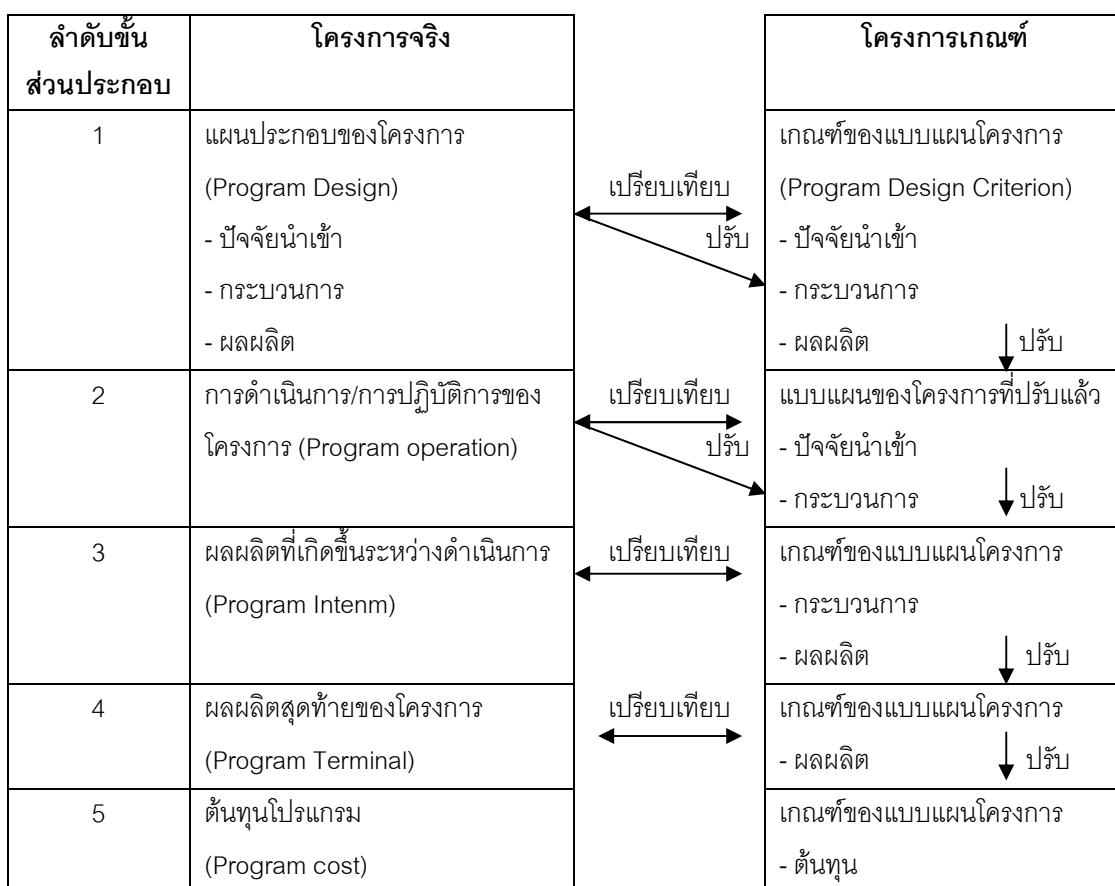 ลำดับขั้น โครงการจริง โครงการเกณฑ์
ส่วนประกอบ
1 แผนประกอบของโครงการ เกณฑ์ของแบบแผนโครงการ
(Program Design) เปรียบเทียบ (Program Design Criterion)
- ปัจจัยนำเข้า ปรับ - ปัจจัยนำเข้า
- กระบวนการ - กระบวนการ
- ผลผลิต - ผลผลิต ปรับ
2 การดำเนินการ/การปฏิบัติการของ เปรียบเทียบ แบบแผนของโครงการที่ปรับแล้ว
โครงการ (Program operation) ปรับ - ปัจจัยนำเข้า
- กระบวนการ ปรับ
3 ผลผลิตที่เกิดขึ้นระหว่างดำเนินการ เปรียบเทียบ เกณฑ์ของแบบแผนโครงการ
(Program Intenm) - กระบวนการ
- ผลผลิต ปรับ
4 ผลผลิตสุดท้ายของโครงการ เปรียบเทียบ เกณฑ์ของแบบแผนโครงการ
(Program Terminal) - ผลผลิต ปรับ
5 ต้นทุนโปรแกรม เกณฑ์ของแบบแผนโครงการ
(Program cost) - ต้นทุน